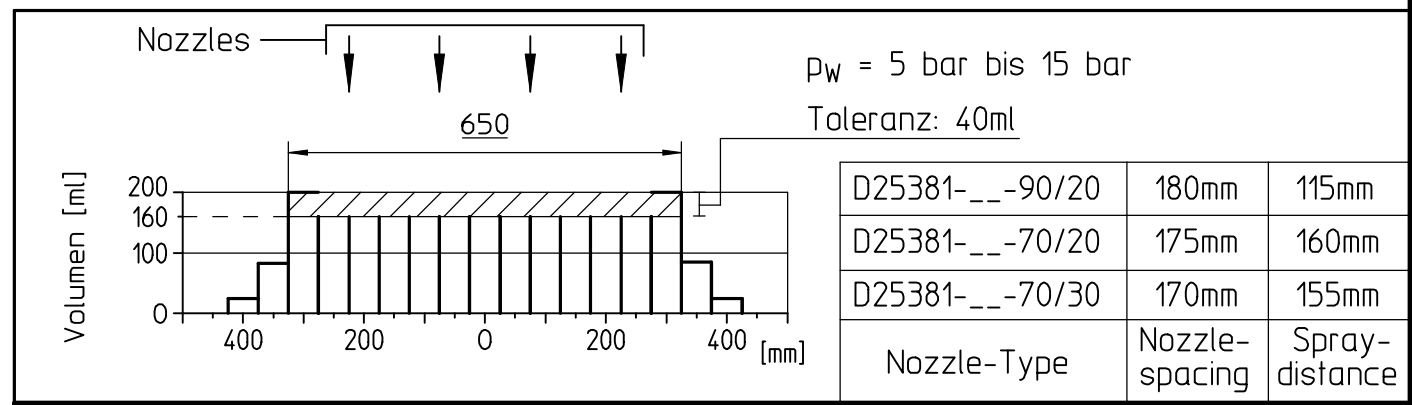 Nozzles
pw = 5 bar bis 15 bar
Toleranz: 40ml
650
Volumen [ml]
200
160
100
0
400 200 0 200 400 [mm]
D25381-__-90/20 180mm 115mm
D25381-__-70/20 175mm 160mm
D25381-__-70/30 170mm 155mm
Nozzle-Type Nozzle-spacing Spray-distance